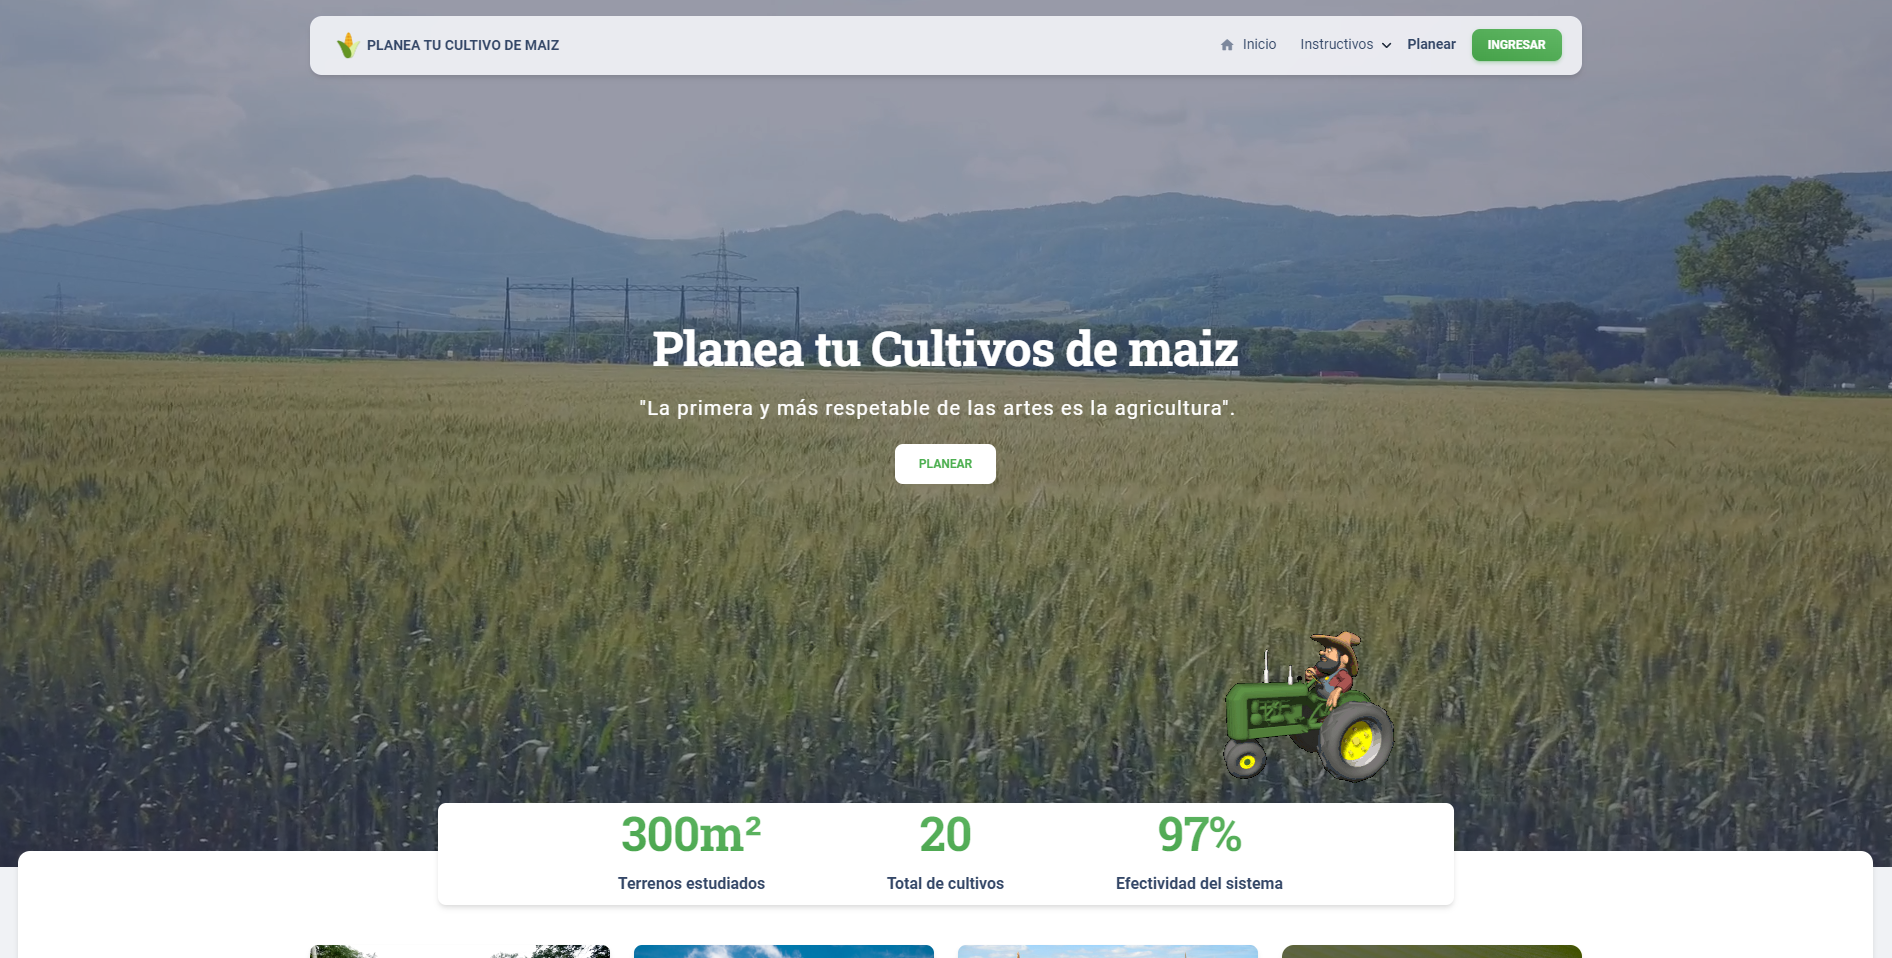 PLANEA TU CULTIVO DE MAIZ
Inicio
Instructivos
Planear
INGRESAR
Planea tu Cultivos de maiz
"La primera y más respetable de las artes es la agricultura".
PLANEAR
300m²
20
97%
Terrenos estudiados
Total de cultivos
Efectividad del sistema